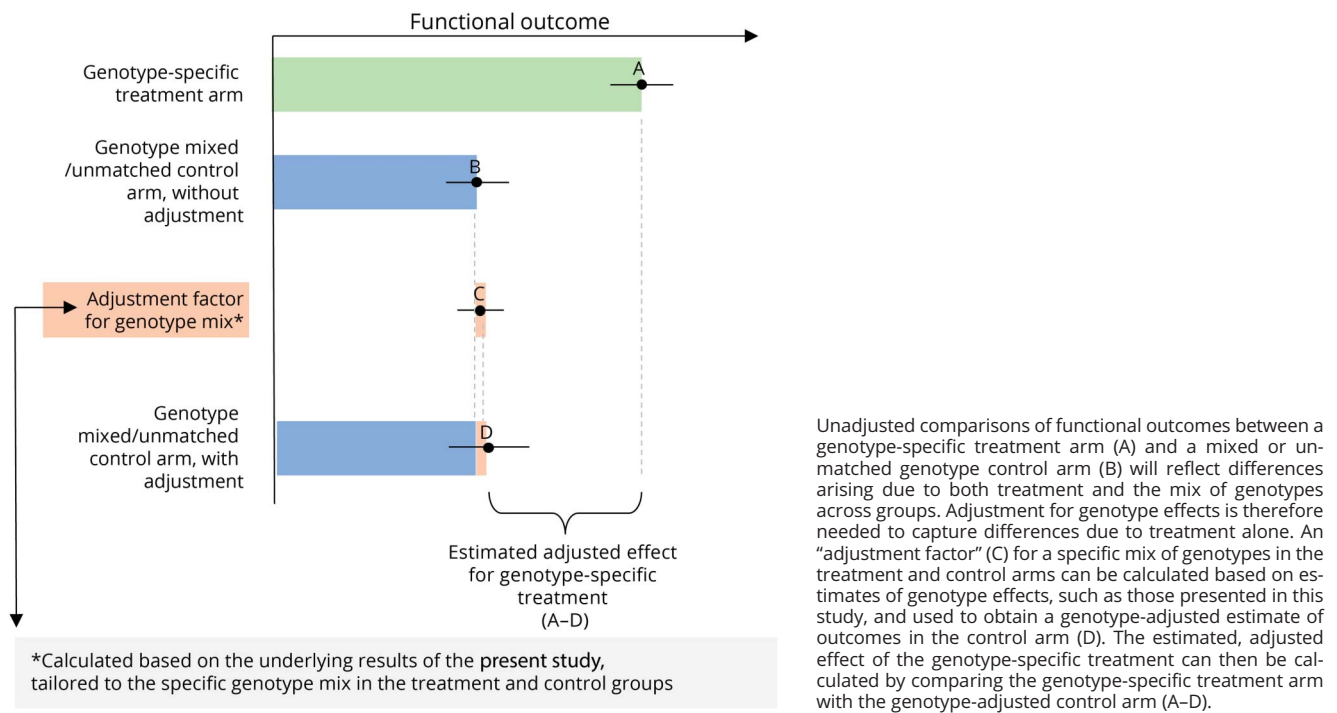 Functional outcome
Genotype-specific
treatment arm
A
Genotype mixed
/unmatched control
arm, without
adjustment
B
Adjustment factor
for genotype mix*
C
Genotype
mixed/unmatched
control arm, with
adjustment
D
Estimated adjusted effect
for genotype-specific
treatment
(A–D)
*Calculated based on the underlying results of the present study,
tailored to the specific genotype mix in the treatment and control groups
Unadjusted comparisons of functional outcomes between a
genotype-specific treatment arm (A) and a mixed or un-
matched genotype control arm (B) will reflect differences
arising due to both treatment and the mix of genotypes
across groups. Adjustment for genotype effects is therefore
needed to capture differences due to treatment alone. An
“adjustment factor” (C) for a specific mix of genotypes in the
treatment and control arms can be calculated based on es-
timates of genotype effects, such as those presented in this
study, and used to obtain a genotype-adjusted estimate of
outcomes in the control arm (D). The estimated, adjusted
effect of the genotype-specific treatment can then be cal-
culated by comparing the genotype-specific treatment arm
with the genotype-adjusted control arm (A–D).